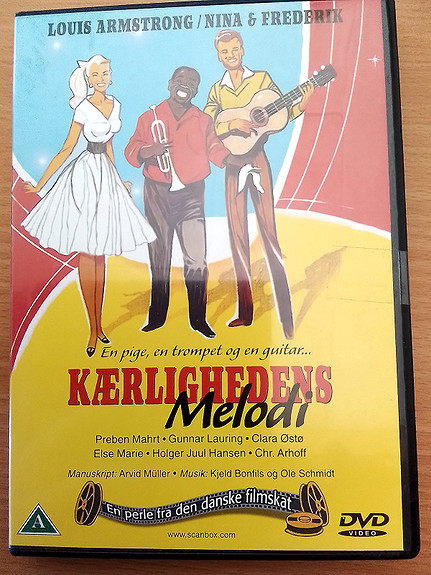 LOUIS ARMSTRONG/NINA & FREDERIK
En pige, en trompet og en guitar...
KÆRLIGHEDENS
Melodi
Preben Mahrt • Gunnar Lauring • Clara Østø
Else Marie • Holger Juul Hansen • Chr. Arhoff
Manuskript: Arvid Müller • Musik: Kjeld Bonfils og Ole Schmidt
En perle fra den danske filmskat
A
www.scanbox.com
DVD
VIDEO